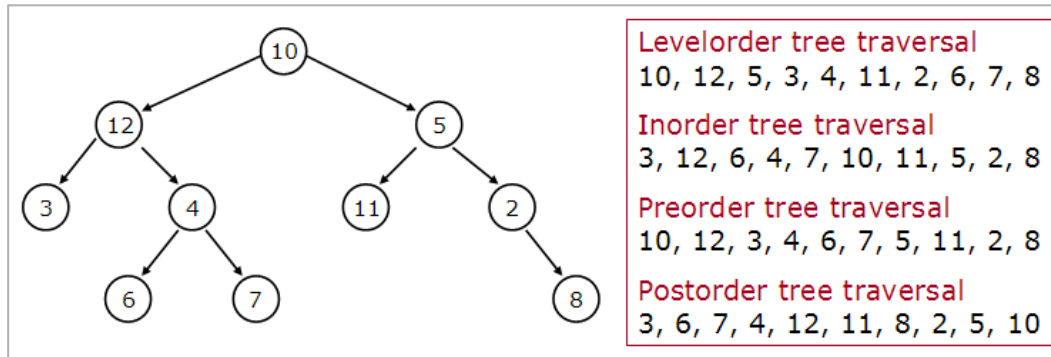 10
12
5
3
4
11
2
6
7
8
Levelorder tree traversal
10, 12, 5, 3, 4, 11, 2, 6, 7, 8
Inorder tree traversal
3, 12, 6, 4, 7, 10, 11, 5, 2, 8
Preorder tree traversal
10, 12, 3, 4, 6, 7, 5, 11, 2, 8
Postorder tree traversal
3, 6, 7, 4, 12, 11, 8, 2, 5, 10